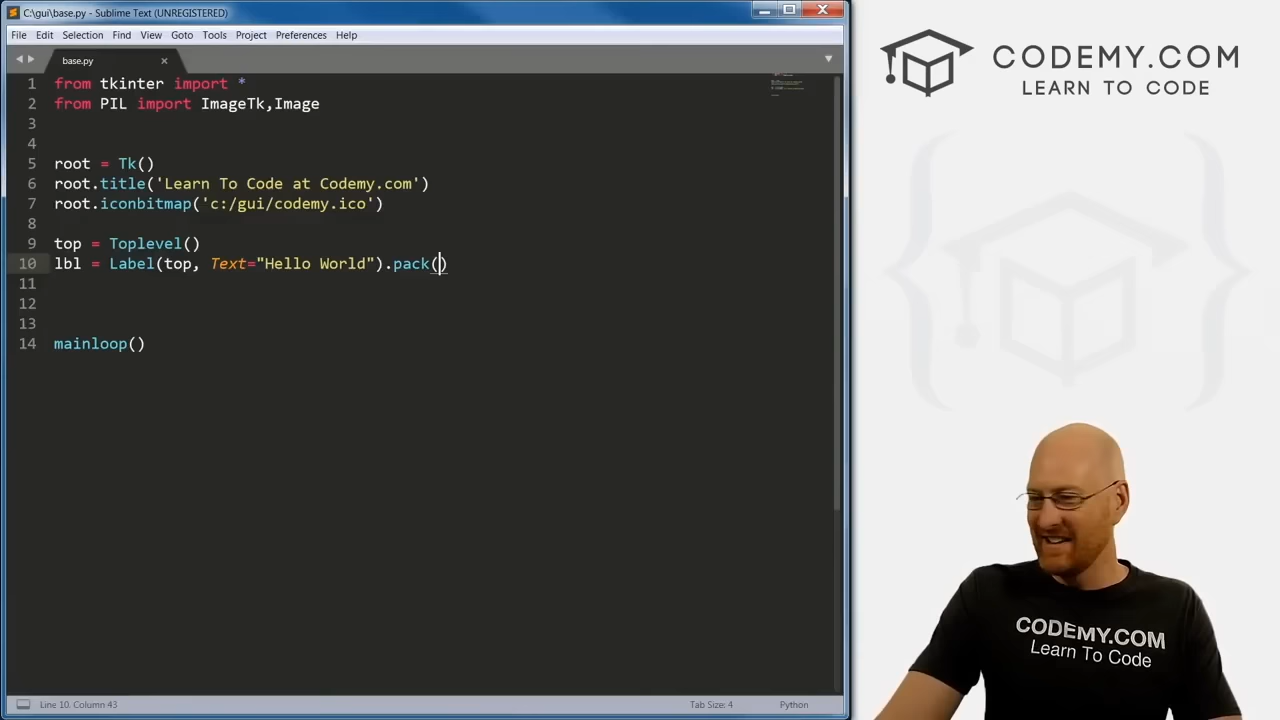 C:\gui\base.py - Sublime Text (UNREGISTERED)
File Edit Selection Find View Goto Tools Project Preferences Help
base.py
1 from tkinter import *
2 from PIL import ImageTk,Image
3
4
5 root = Tk()
6 root.title('Learn To Code at Codemy.com')
7 root.iconbitmap('c:/gui/codemy.ico')
8
9 top = Toplevel()
10 lbl = Label(top, Text="Hello World").pack()
11
12
13
14 mainloop()
Line 10, Column 43
Tab Size: 4
Python
CODEMY.COM
LEARN TO CODE
CODEMY.COM
Learn To Code